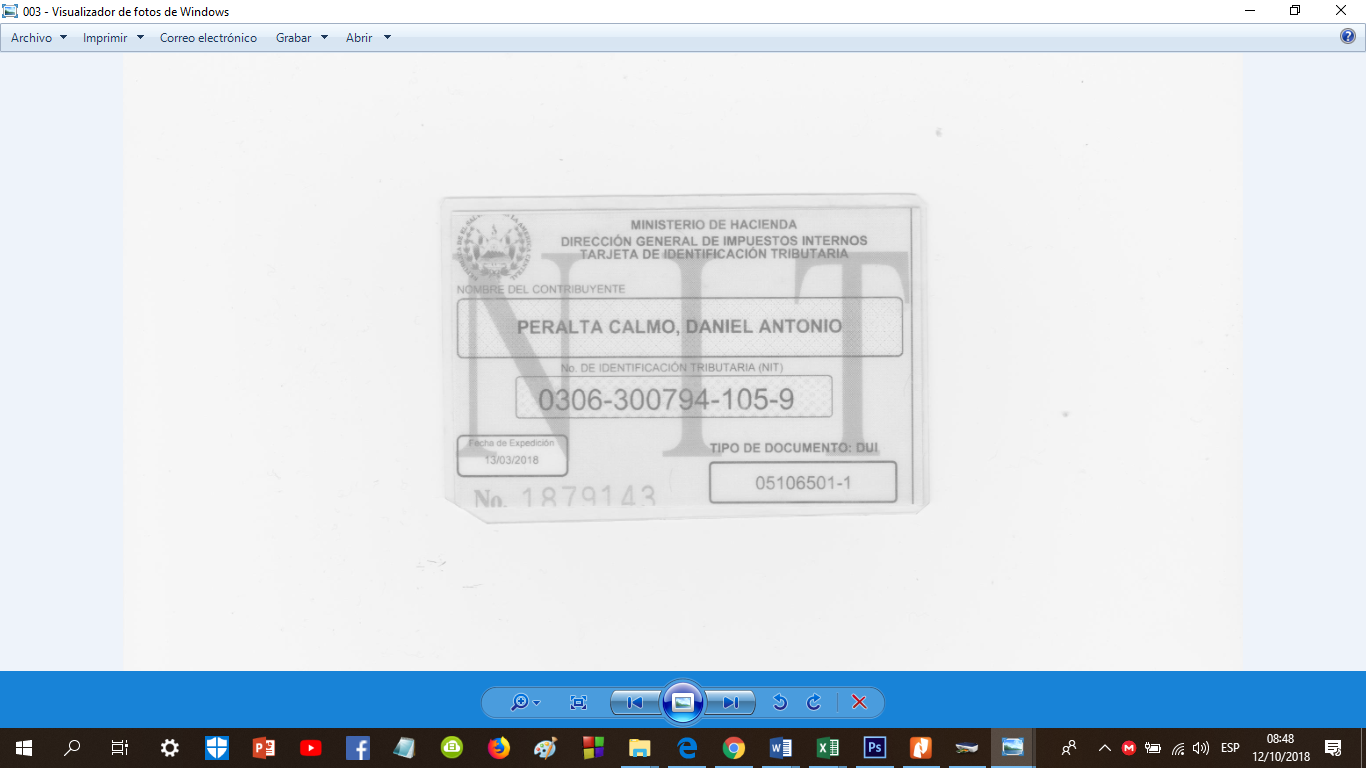 003 - Visualizador de fotos de Windows
Archivo Imprimir Correo electrónico Grabar Abrir
MINISTERIO DE HACIENDA
DIRECCIÓN GENERAL DE IMPUESTOS INTERNOS
TARJETA DE IDENTIFICACIÓN TRIBUTARIA
NIT
NOMBRE DEL CONTRIBUYENTE
PERALTA CALMO, DANIEL ANTONIO
No. DE IDENTIFICACIÓN TRIBUTARIA (NIT)
0306-300794-105-9
Fecha de Expedición
13/03/2018
TIPO DE DOCUMENTO: DUI
05106501-1
No. 1879143
ESP
08:48
12/10/2018